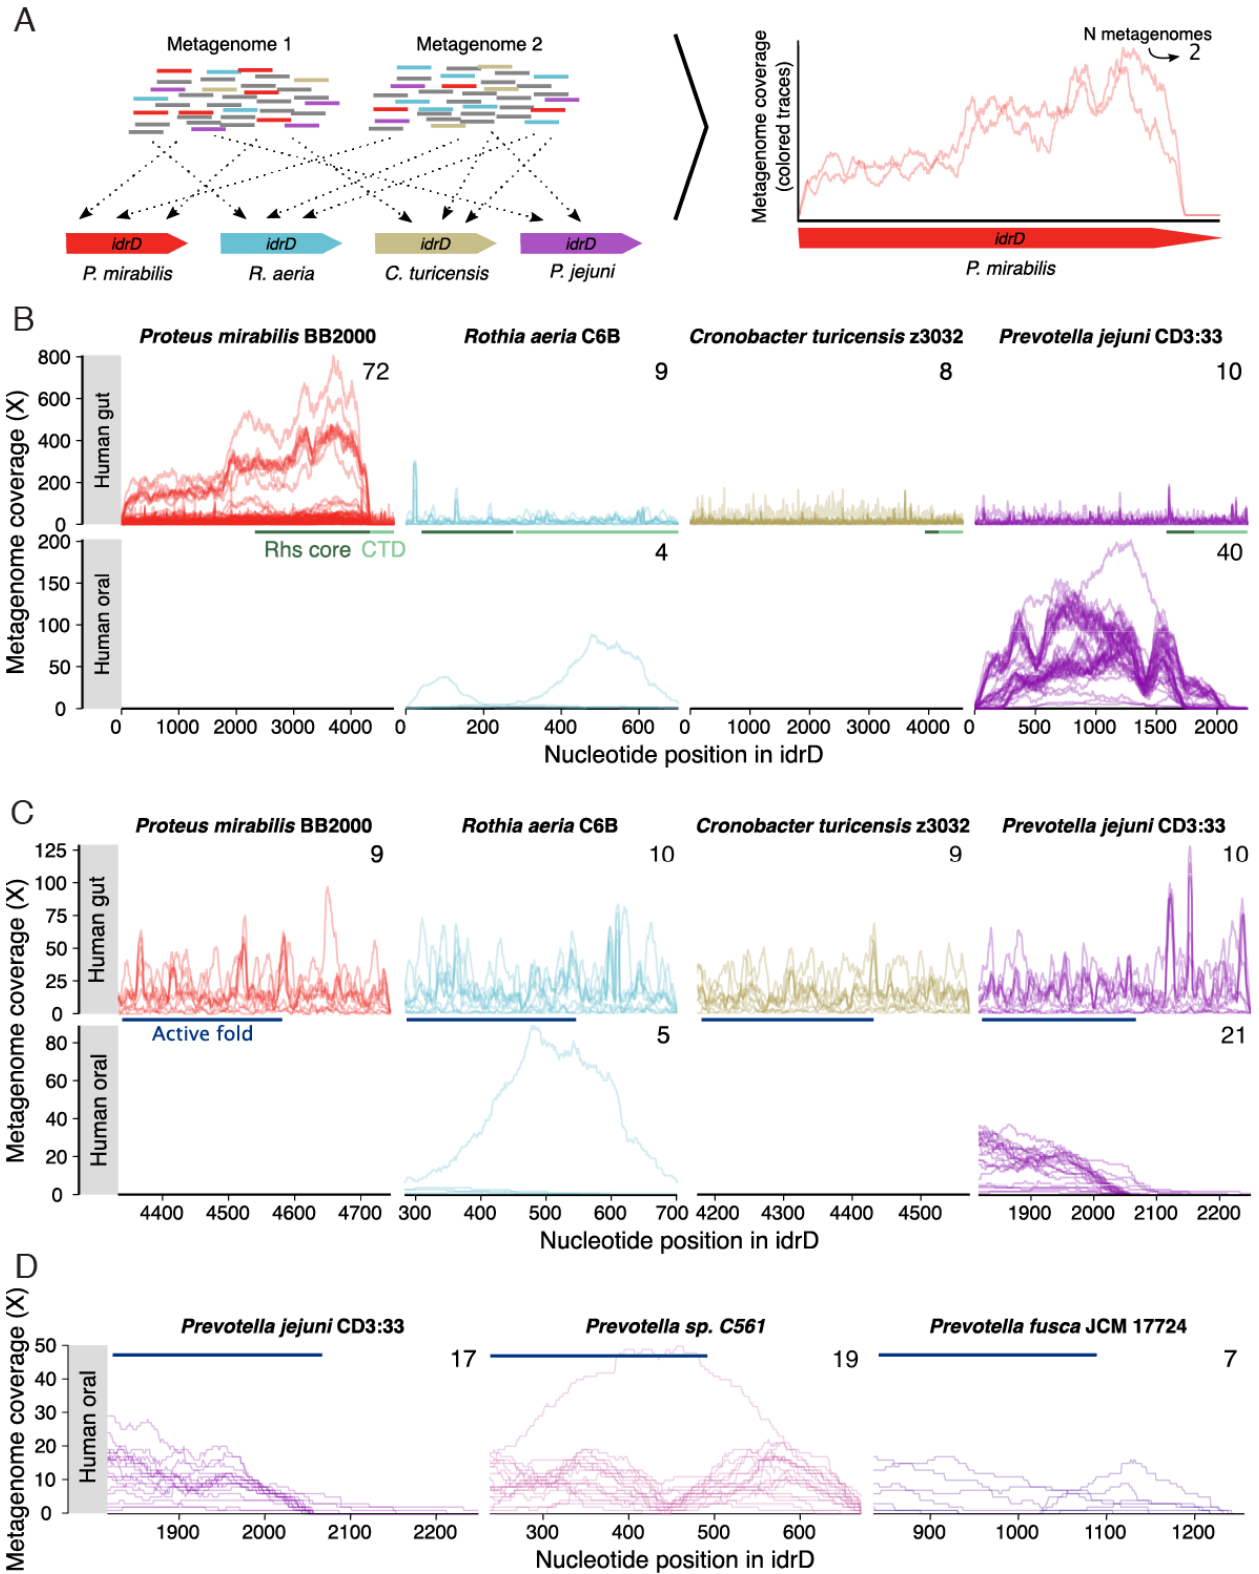 A
Metagenome 1
Metagenome 2
idrD
idrD
idrD
idrD
P. mirabilis
R. aeria
C. turicensis
P. jejuni
Metagenome coverage
(colored traces)
N metagenomes
2
idrD
P. mirabilis
B
Proteus mirabilis BB2000
Rothia aeria C6B
Cronobacter turicensis z3032
Prevotella jejuni CD3:33
Metagenome coverage (X)
Human gut
800
600
400
200
0
72
9
8
10
Rhs core CTD
Human oral
200
150
100
50
0
4
40
0 1000 2000 3000 4000
0 200 400 600
0 1000 2000 3000 4000
0 500 1000 1500 2000
Nucleotide position in idrD
C
Proteus mirabilis BB2000
Rothia aeria C6B
Cronobacter turicensis z3032
Prevotella jejuni CD3:33
Metagenome coverage (X)
Human gut
125
100
75
50
25
0
9
10
9
10
Active fold
Human oral
80
60
40
20
0
5
21
4400 4500 4600 4700
300 400 500 600 700
4200 4300 4400 4500
1900 2000 2100 2200
Nucleotide position in idrD
D
Prevotella jejuni CD3:33
Prevotella sp. C561
Prevotella fusca JCM 17724
Metagenome coverage (X)
Human oral
50
40
30
20
10
0
17
19
7
1900 2000 2100 2200
300 400 500 600
900 1000 1100 1200
Nucleotide position in idrD